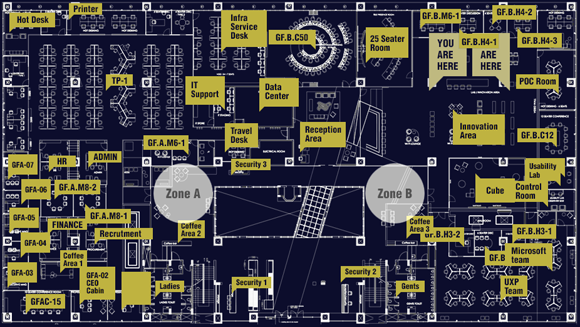 Hot Desk
Printer
Infra
Service
Desk
GF.B.C50
25 Seater
Room
GF.B.M6-1
GF.B.H4-2
YOU
ARE
HERE
GF.B.H4-1
ARE
HERE
GF.B.H4-3
TP-1
IT
Support
Data
Center
POC Room
Travel
Desk
Reception
Area
Innovation
Area
GF.B.C12
GF.A.M6-1
Security 3
GFA-07
HR
ADMIN
GFA-06
GF.A.M8-2
Zone A
Zone B
Cube
Usability
Lab
Control
Room
GFA-05
GF.A.M8-1
FINANCE
Recrutment
GFA-04
Coffee
Area 2
Coffee
Area 3
GF.B.H3-2
GF.B.H3-1
Coffee
Area 1
GFA-03
GFA-02
CEO
Cabin
GF.B
Microsoft
team
GFAC-15
Ladies
Security 1
Security 2
Gents
UXP
Team